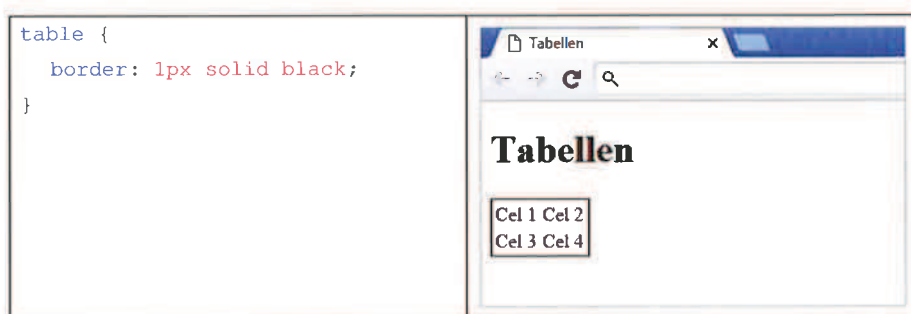 table {
border: 1px solid black;
}
Tabellen
Tabellen
Cel 1 Cel 2
Cel 3 Cel 4